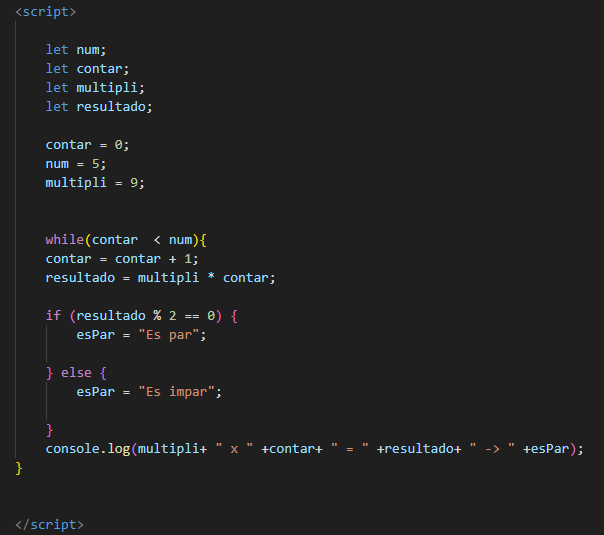 <script>
let num;
let contar;
let multipli;
let resultado;
contar = 0;
num = 5;
multipli = 9;
while(contar  < num){
contar = contar + 1;
resultado = multipli * contar;
if (resultado % 2 == 0) {
esPar = "Es par";
} else {
esPar = "Es impar";
}
console.log(multipli+ " x " +contar+ " = " +resultado+ " -> " +esPar);
}
</script>